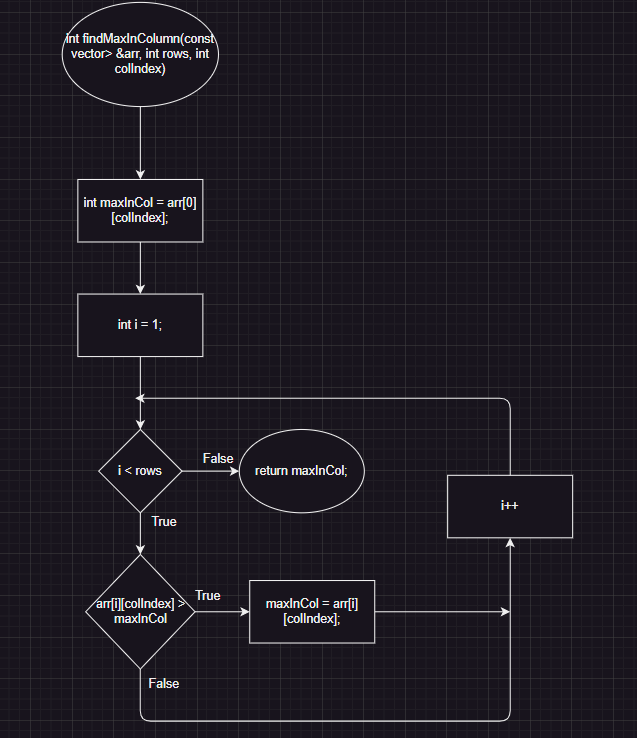 int findMaxInColumn(const
vector> &arr, int rows, int
colIndex)
int maxInCol = arr[0]
[colIndex];
int i = 1;
i < rows
False
return maxInCol;
i++
True
arr[i][colIndex] >
maxInCol
True
maxInCol = arr[i]
[colIndex];
False